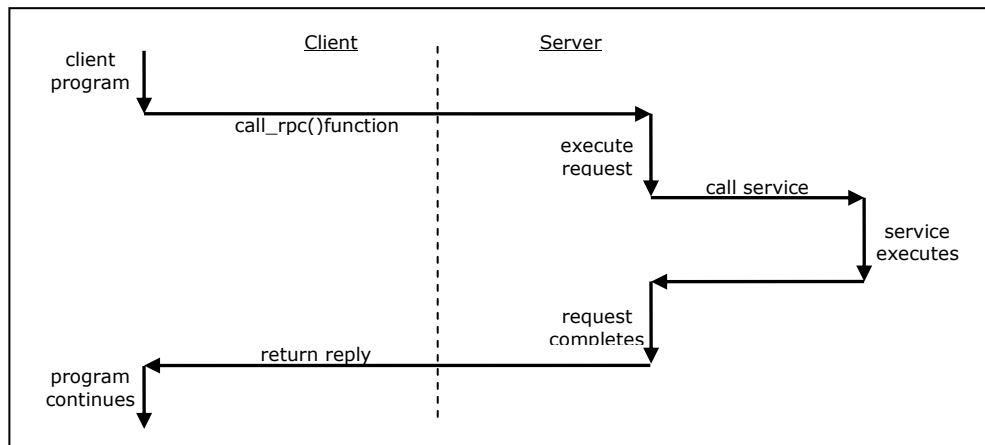 Client
Server
client
program
call_rpc()function
execute
request
call service
service
executes
request
completes
return reply
program
continues